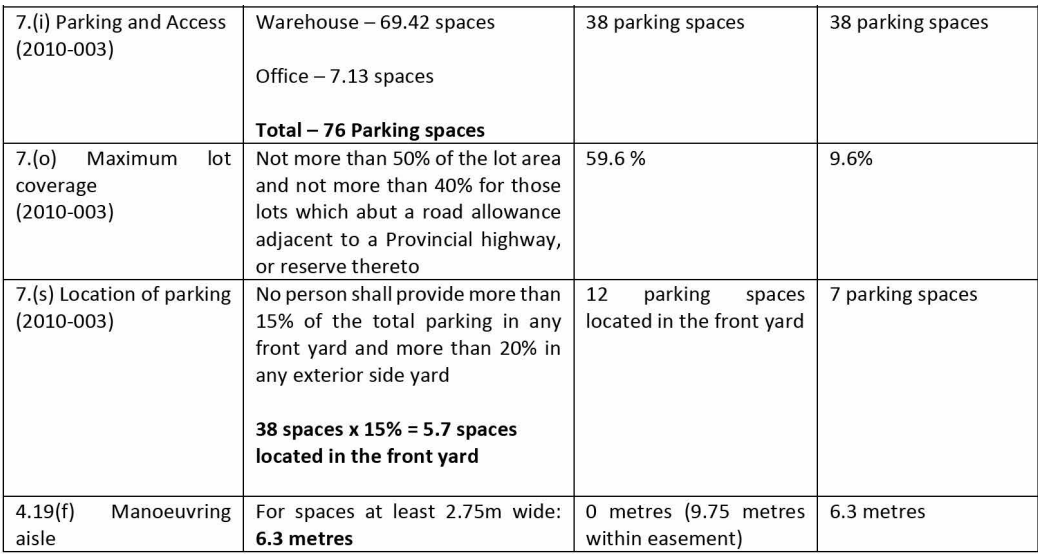 7.(i) Parking and Access
(2010-003)
Warehouse – 69.42 spaces
Office – 7.13 spaces
Total – 76 Parking spaces
38 parking spaces
38 parking spaces
7.(o) Maximum lot
coverage
(2010-003)
Not more than 50% of the lot area
and not more than 40% for those
lots which abut a road allowance
adjacent to a Provincial highway,
or reserve thereto
59.6 %
9.6%
7.(s) Location of parking
(2010-003)
No person shall provide more than
15% of the total parking in any
front yard and more than 20% in
any exterior side yard
38 spaces x 15% = 5.7 spaces
located in the front yard
12 parking spaces
located in the front yard
7 parking spaces
4.19(f) Manoeuvring
aisle
For spaces at least 2.75m wide:
6.3 metres
0 metres (9.75 metres
within easement)
6.3 metres